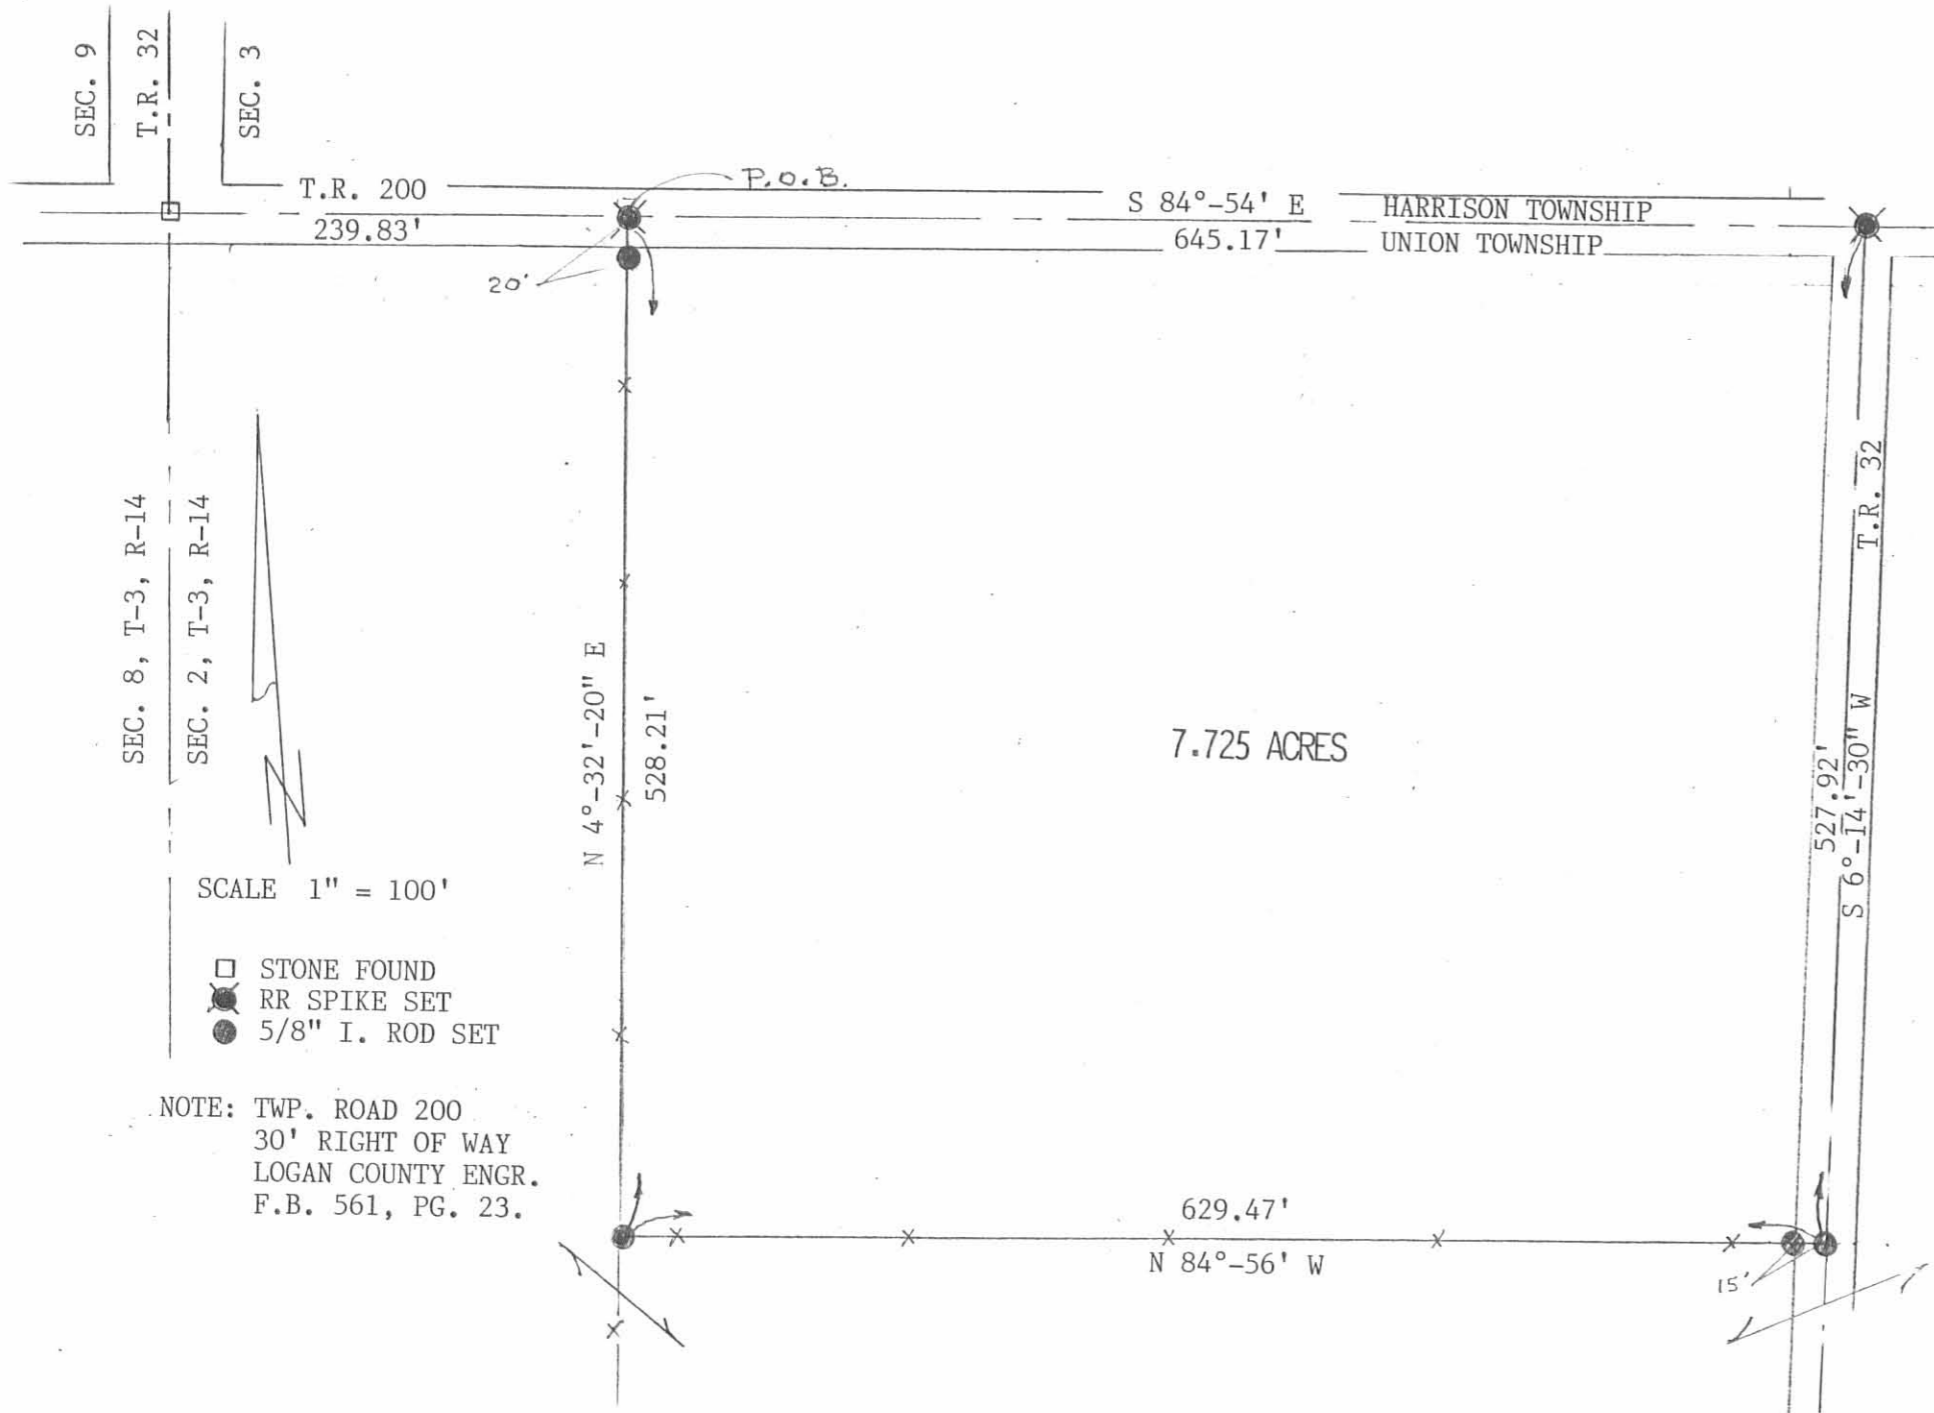 SEC. 9
T.R. 32
SEC. 3
T.R. 200
239.83'
P.O.B.
S 84°-54' E
645.17'
HARRISON TOWNSHIP
UNION TOWNSHIP
20'
T.R. 32
SEC. 8, T-3, R-14
SEC. 2, T-3, R-14
N
N 4°-32'-20" E
528.21'
7.725 ACRES
527.92'
S 6°-14'-30" W
SCALE 1" = 100'
STONE FOUND
RR SPIKE SET
5/8" I. ROD SET
NOTE: TWP. ROAD 200
30' RIGHT OF WAY
LOGAN COUNTY ENGR.
F.B. 561, PG. 23.
629.47'
N 84°-56' W
15'